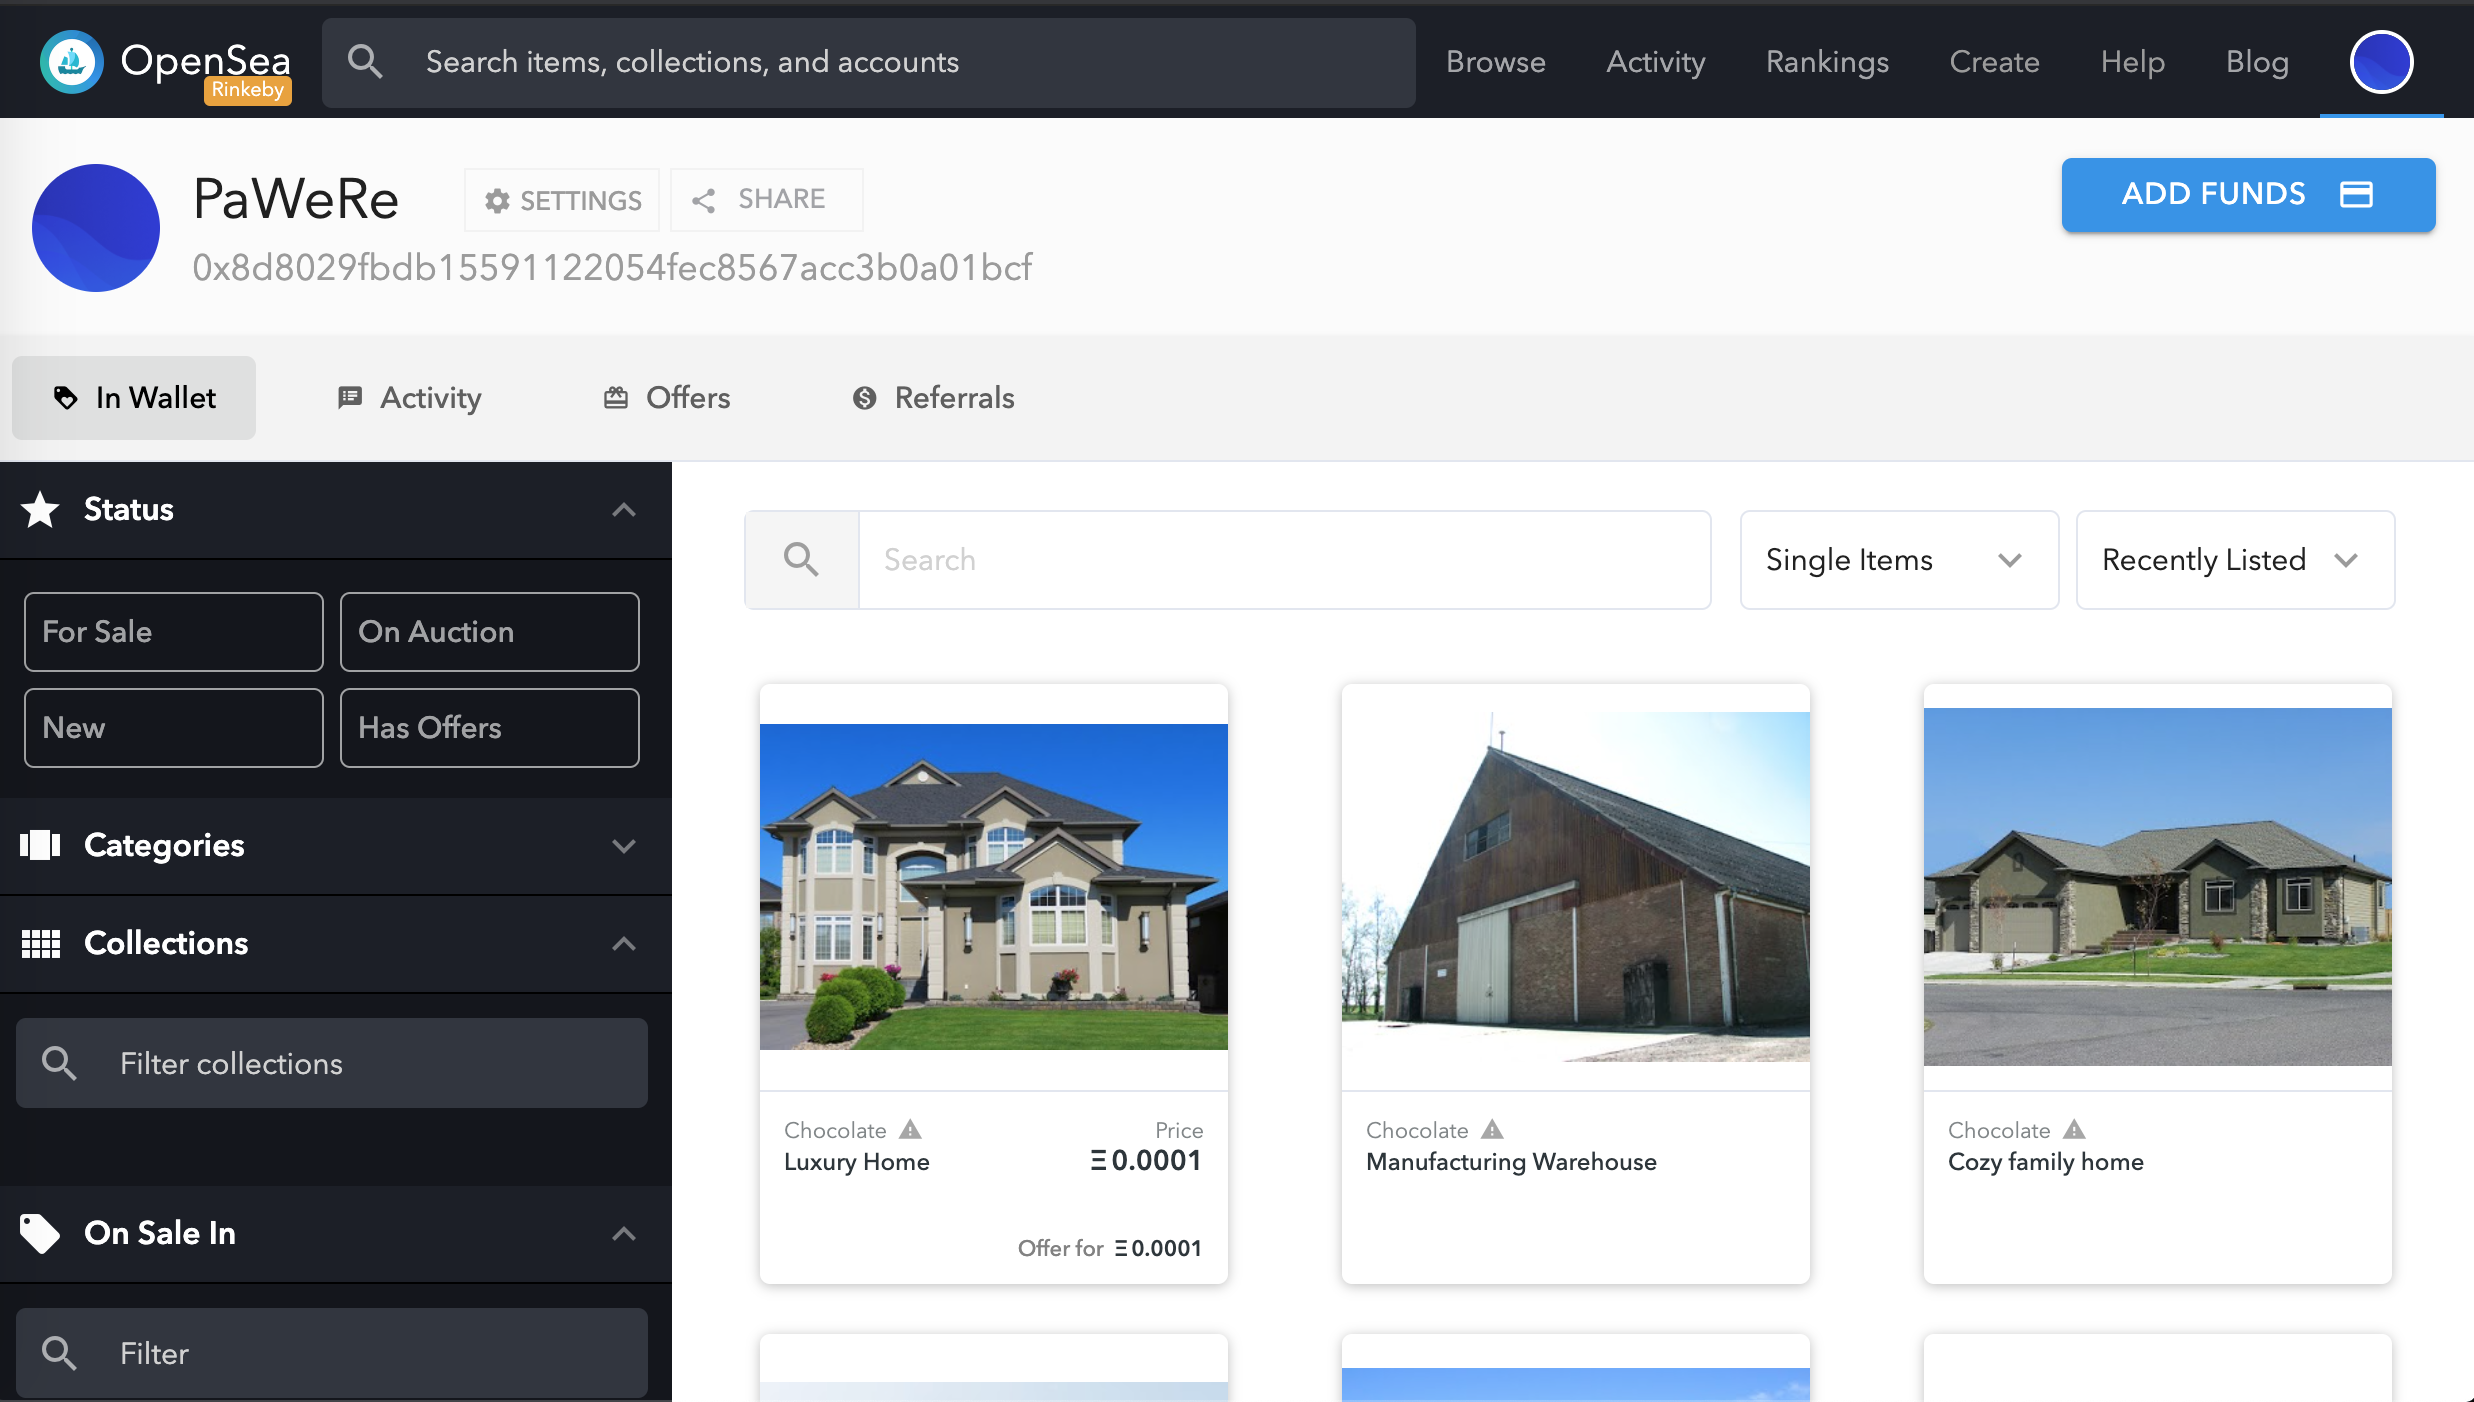 OpenSea
Rinkeby
Search items, collections, and accounts
Browse
Activity
Rankings
Create
Help
Blog
PaWeRe
SETTINGS
SHARE
ADD FUNDS
0x8d8029fbdb15591122054fec8567acc3b0a01bcf
In Wallet
Activity
Offers
Referrals
Status
For Sale
On Auction
New
Has Offers
Categories
Collections
Filter collections
On Sale In
Filter
Search
Single Items
Recently Listed
Chocolate
Price
Luxury Home
Ξ 0.0001
Offer for Ξ 0.0001
Chocolate
Manufacturing Warehouse
Chocolate
Cozy family home